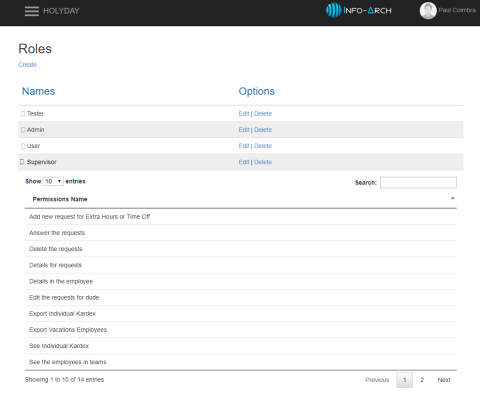 HOLYDAY INFO-ARCH Paul Coimbra
Roles
Create
Names Options
Tester Edit | Delete
Admin Edit | Delete
User Edit | Delete
Supervisor Edit | Delete
Show 10 entries Search:
Permissions Name
Add new request for Extra Hours or Time Off
Answer the requests
Delete the requests
Details for requests
Details in the employee
Edit the requests for dude
Export Individual Kardex
Export Vacations Employees
See Individual Kardex
See the employees in teams
Showing 1 to 10 of 14 entries Previous 1 2 Next